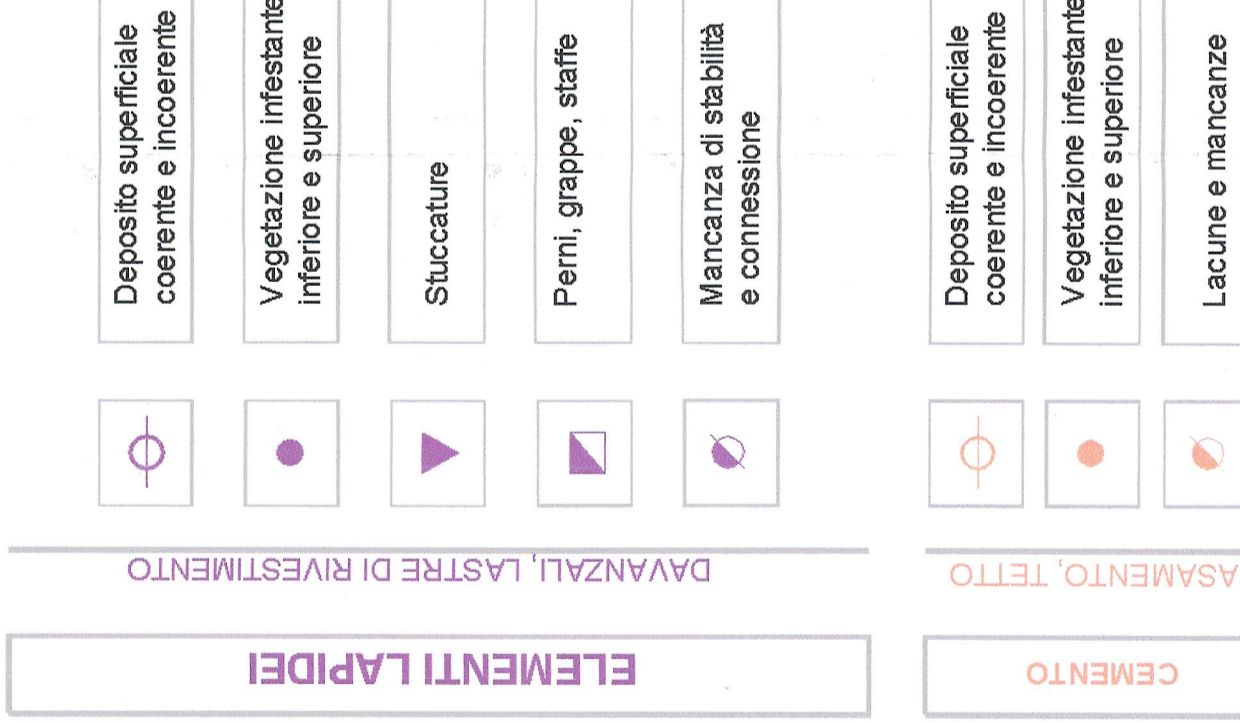 ELEMENTI LAPIDEI
DAVANZALI, LASTRE DI RIVESTIMENTO
Deposito superficiale
coerente e incoerente
Vegetazione infestante
inferiore e superiore
Stuccature
Perni, grappe, staffe
Mancanza di stabilità
e connessione
CEMENTO
ASAMENTO, TETTO
Deposito superficiale
coerente e incoerente
Vegetazione infestante
inferiore e superiore
Lacune e mancanze